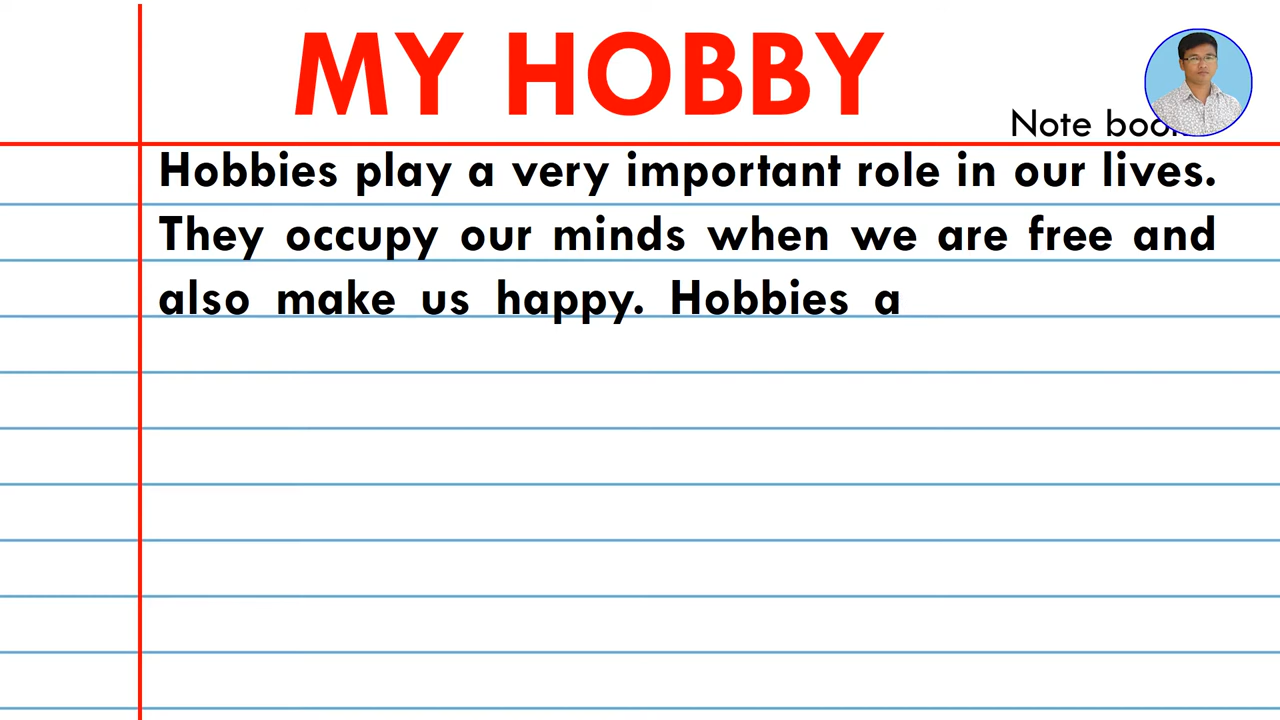 MY HOBBY
Note book
Hobbies play a very important role in our lives.
They occupy our minds when we are free and
also make us happy. Hobbies a